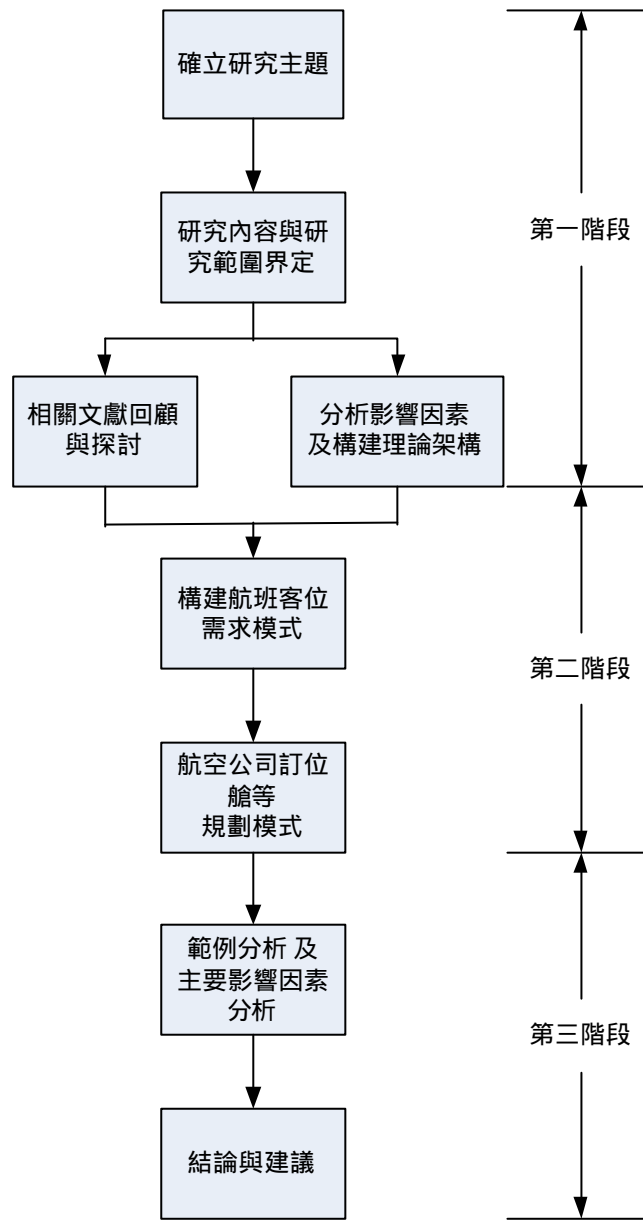 確立研究主題
研究內容與研
究範圍界定
第一階段
相關文獻回顧
與探討
分析影響因素
及構建理論架構
構建航班客位
需求模式
第二階段
航空公司訂位
艙等
規劃模式
範例分析 及
主要影響因素
分析
第三階段
結論與建議